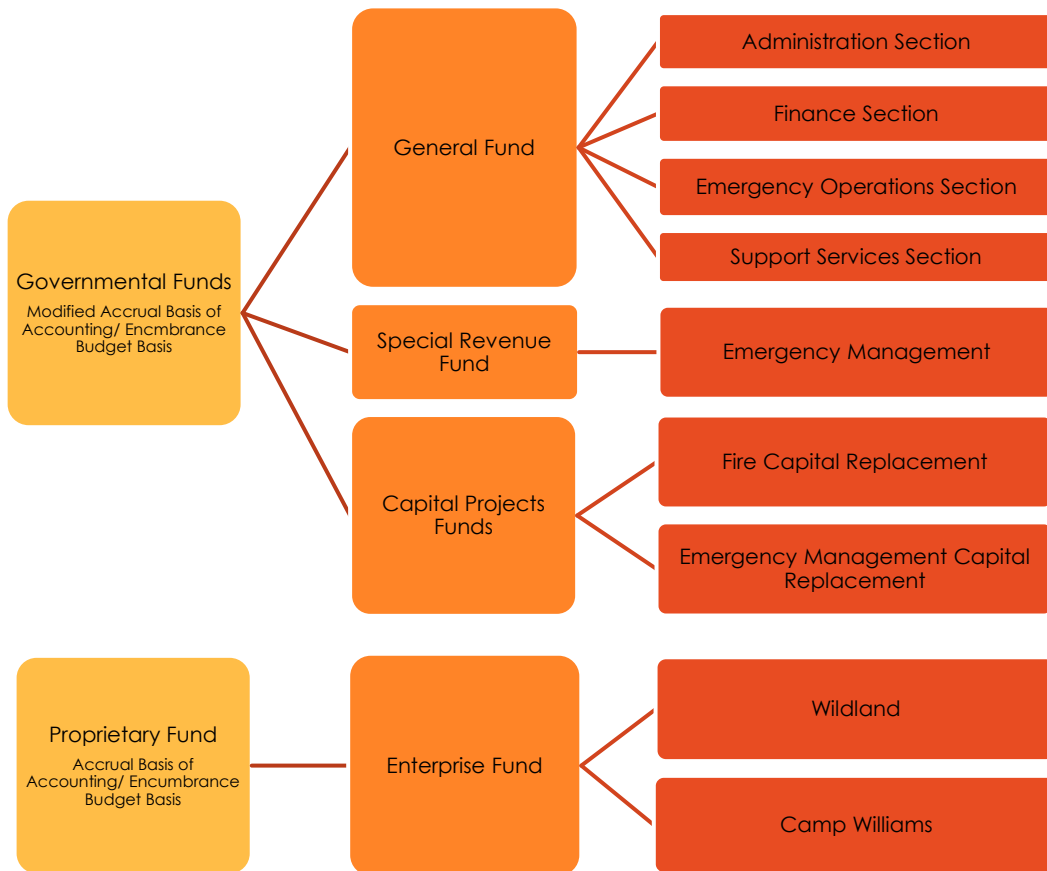 Governmental Funds
Modified Accrual Basis of
Accounting/ Encmbrance
Budget Basis
General Fund
Administration Section
Finance Section
Emergency Operations Section
Support Services Section
Special Revenue
Fund
Emergency Management
Capital Projects
Funds
Fire Capital Replacement
Emergency Management Capital
Replacement
Proprietary Fund
Accrual Basis of
Accounting/ Encumbrance
Budget Basis
Enterprise Fund
Wildland
Camp Williams